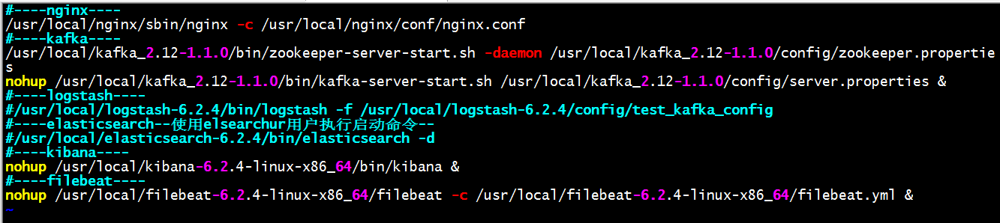 #----nginx----
/usr/local/nginx/sbin/nginx -c /usr/local/nginx/conf/nginx.conf
#----kafka----
/usr/local/kafka_2.12-1.1.0/bin/zookeeper-server-start.sh -daemon /usr/local/kafka_2.12-1.1.0/config/zookeeper.propertie
s
nohup /usr/local/kafka_2.12-1.1.0/bin/kafka-server-start.sh /usr/local/kafka_2.12-1.1.0/config/server.properties &
#----logstash----
#/usr/local/logstash-6.2.4/bin/logstash -f /usr/local/logstash-6.2.4/config/test_kafka_config
#----elasticsearch--使用elsearchur用户执行启动命令--
#/usr/local/elasticsearch-6.2.4/bin/elasticsearch -d
#----kibana----
nohup /usr/local/kibana-6.2.4-linux-x86_64/bin/kibana &
#----filebeat----
nohup /usr/local/filebeat-6.2.4-linux-x86_64/filebeat -c /usr/local/filebeat-6.2.4-linux-x86_64/filebeat.yml &